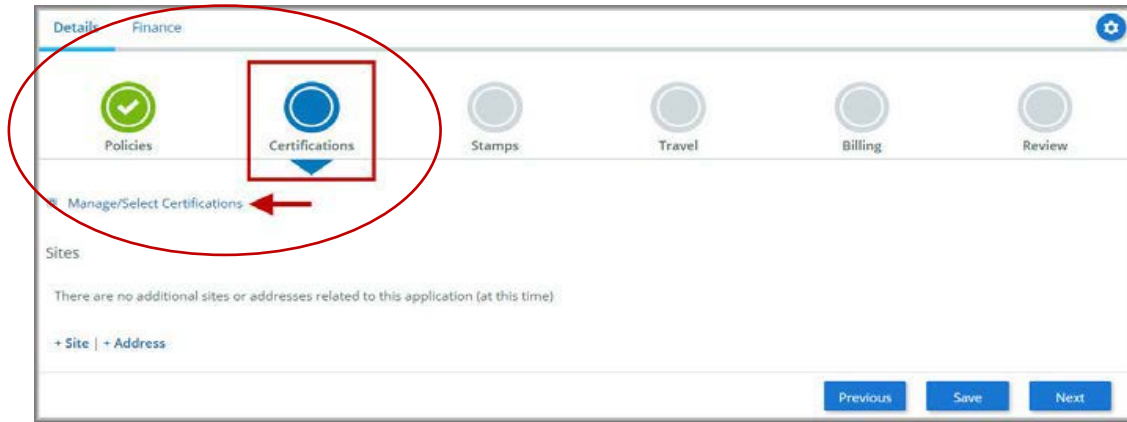 Details Finance
Policies Certifications Stamps Travel Billing Review
Manage/Select Certifications
Sites
There are no additional sites or addresses related to this application (at this time)
+ Site | + Address
Previous Save Next